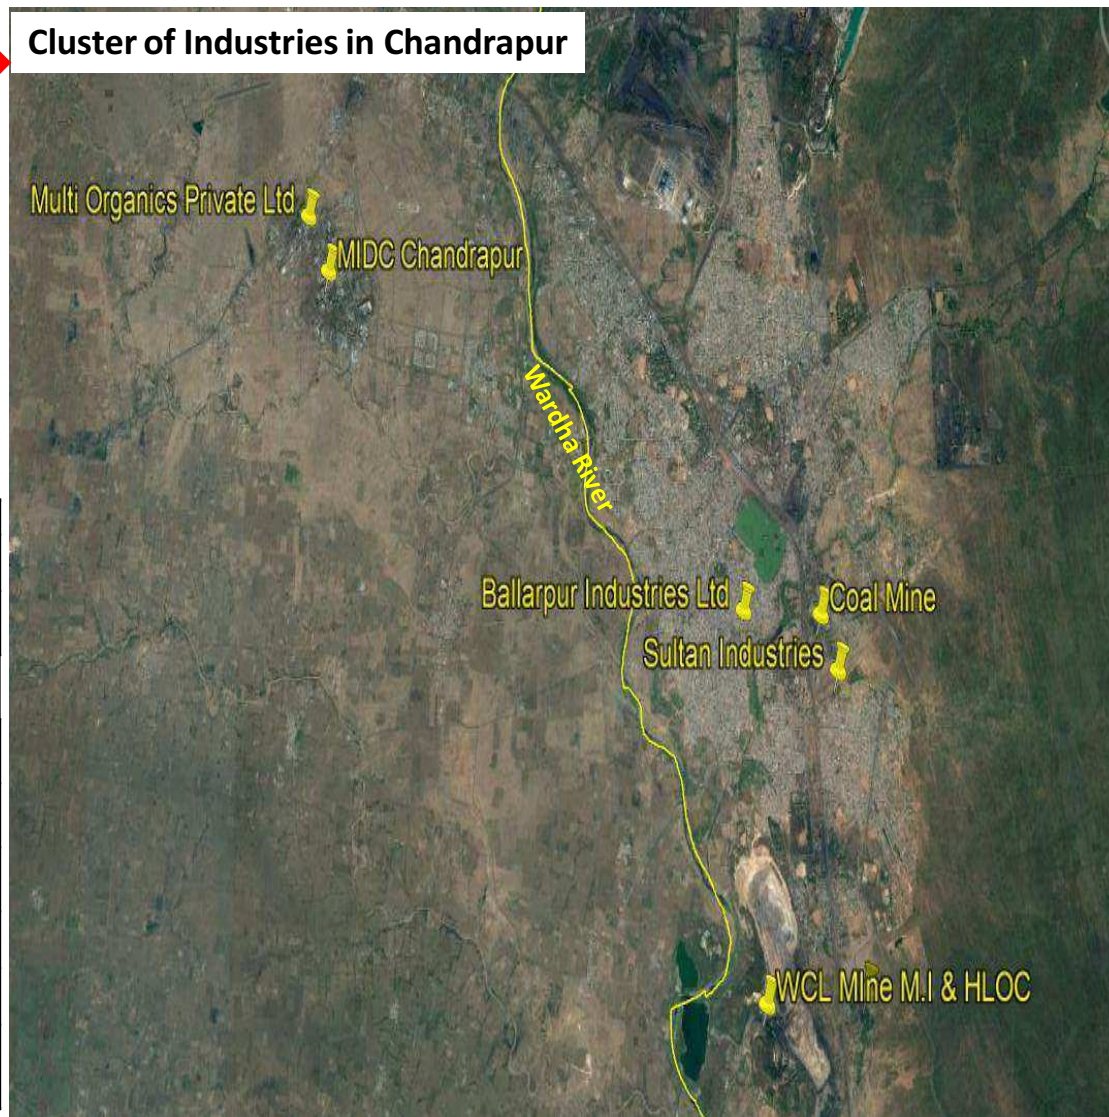 Cluster of Industries in Chandrapur
Multi Organics Private Ltd
MIDC Chandrapur
Wardha River
Ballarpur Industries Ltd
Coal Mine
Sultan Industries
WCL MIne M.I & HLOC